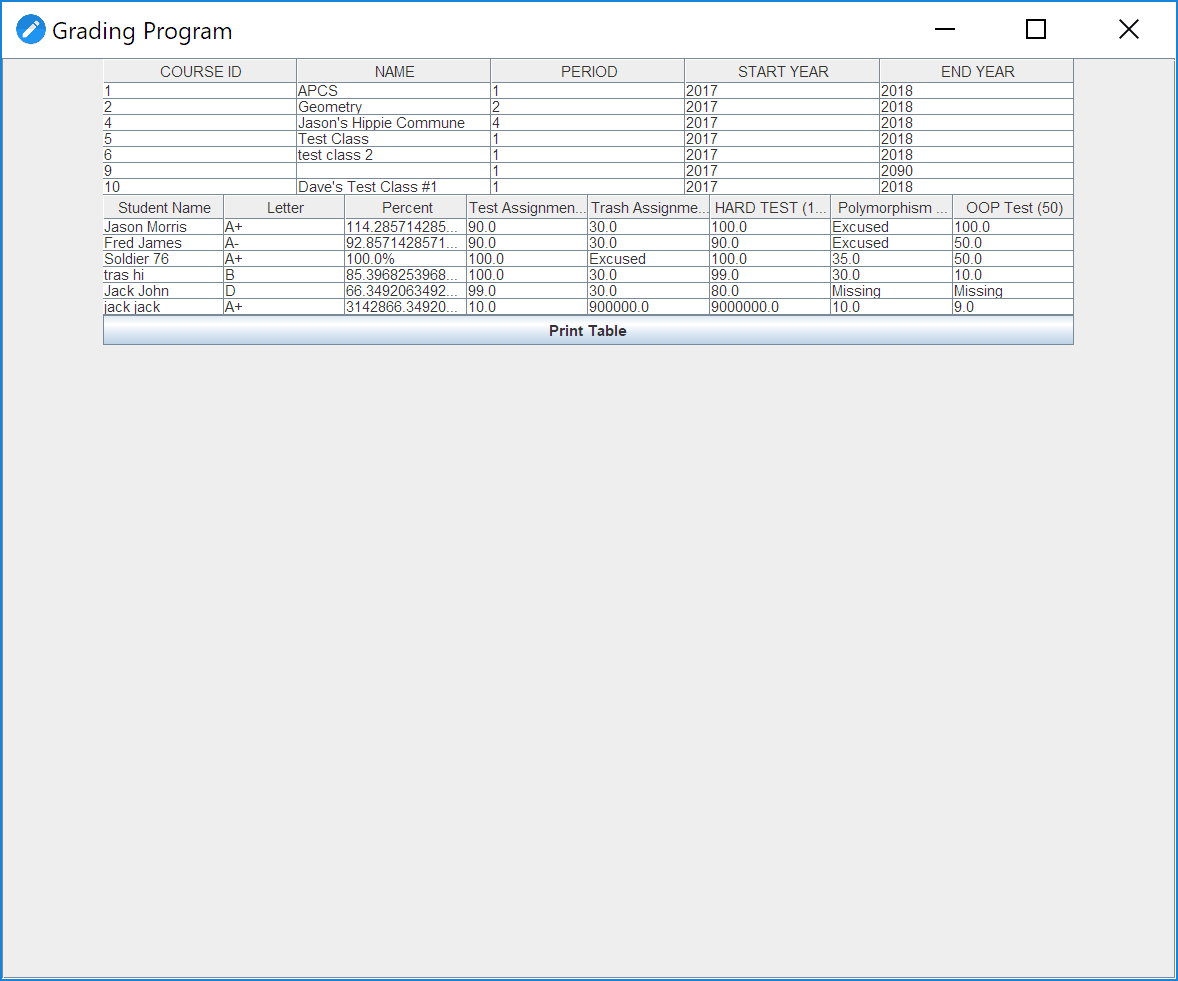 Grading Program
COURSE ID NAME PERIOD START YEAR END YEAR
1 APCS 1 2017 2018
2 Geometry 2 2017 2018
4 Jason's Hippie Commune 4 2017 2018
5 Test Class 1 2017 2018
6 test class 2 1 2017 2018
9 1 2017 2090
10 Dave's Test Class #1 1 2017 2018
Student Name Letter Percent Test Assignmen... Trash Assignme... HARD TEST (1... Polymorphism ... OOP Test (50)
Jason Morris A+ 114.285714285... 90.0 30.0 100.0 Excused 100.0
Fred James A- 92.8571428571... 90.0 30.0 90.0 Excused 50.0
Soldier 76 A+ 100.0% 100.0 Excused 100.0 35.0 50.0
tras hi B 85.3968253968... 100.0 30.0 99.0 30.0 10.0
Jack John D 66.3492063492... 99.0 30.0 80.0 Missing Missing
jack jack A+ 3142866.34920... 10.0 900000.0 9000000.0 10.0 9.0
Print Table